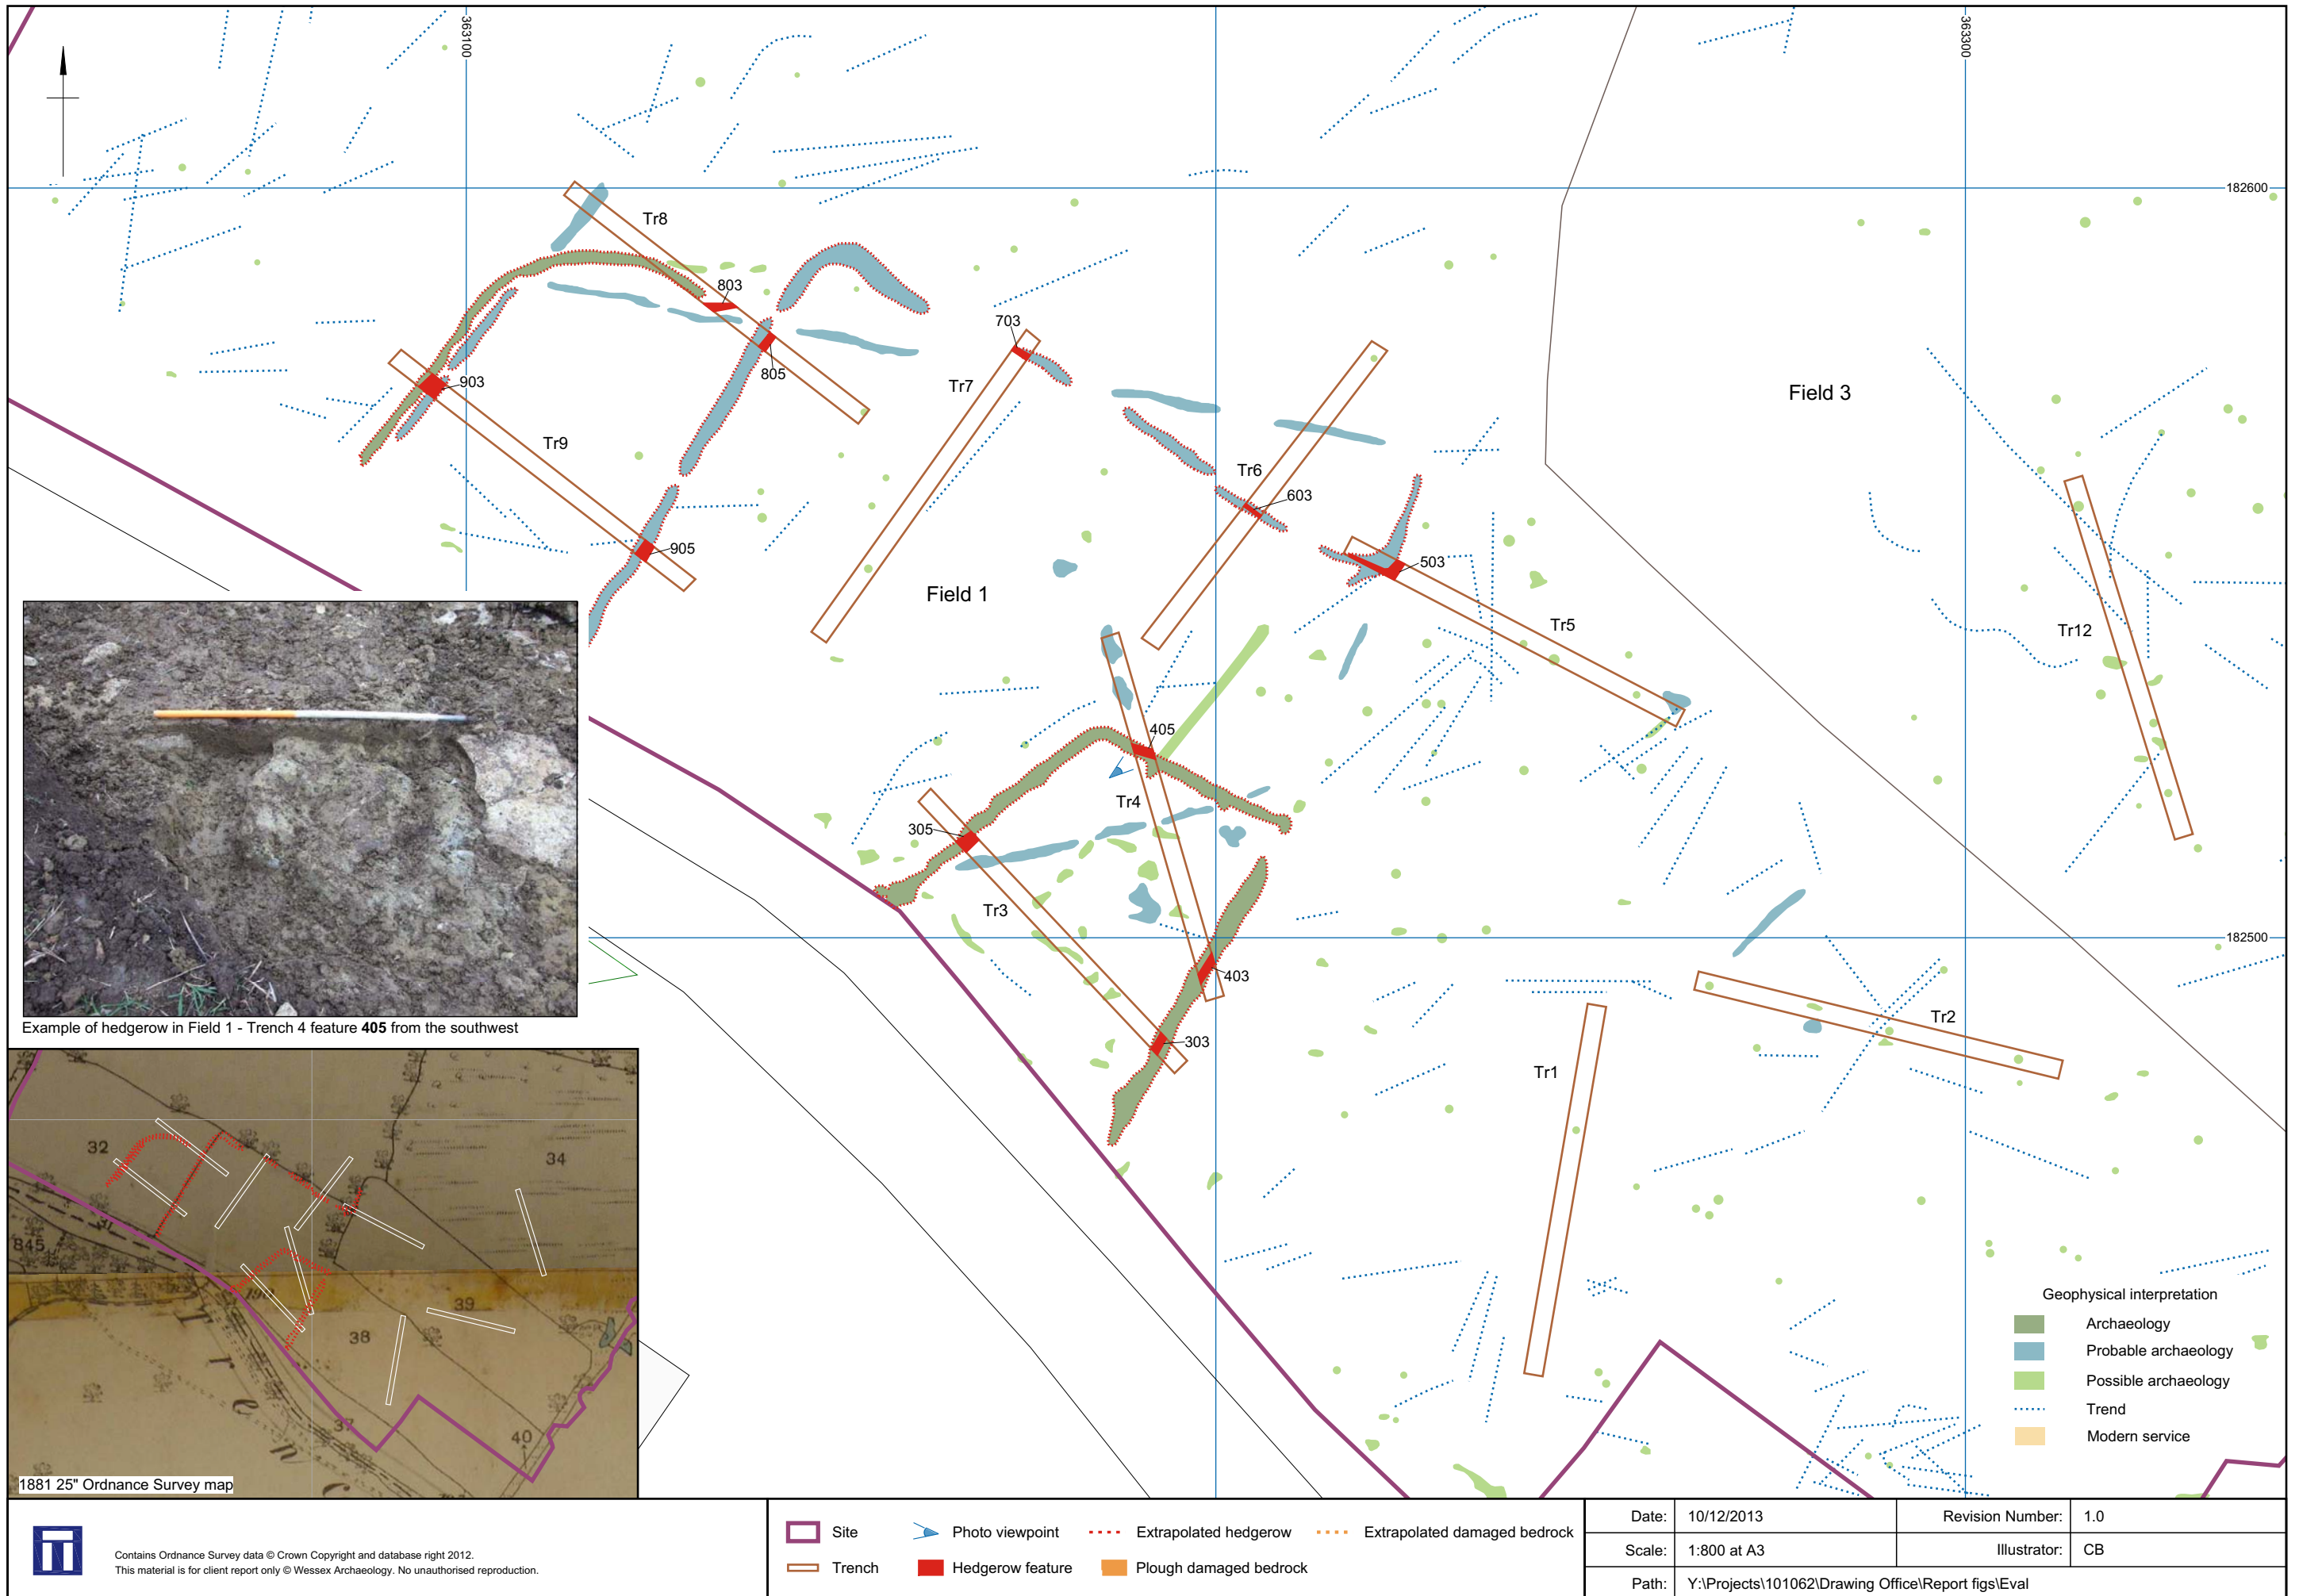 363100
363300
182600
Tr8
803
703
805
Tr7
Field 3
903
Tr9
Tr6
603
905
503
Field 1
Tr5
Tr12
405
Tr4
305
Tr3
182500
403
303
Tr2
Tr1
Example of hedgerow in Field 1 - Trench 4 feature 405 from the southwest
32
34
31
845
39
38
37
40
1881 25" Ordnance Survey map
Geophysical interpretation
Archaeology
Probable archaeology
Possible archaeology
Trend
Modern service
Contains Ordnance Survey data © Crown Copyright and database right 2012.
This material is for client report only © Wessex Archaeology. No unauthorised reproduction.
Site
Photo viewpoint
Extrapolated hedgerow
Extrapolated damaged bedrock
Trench
Hedgerow feature
Plough damaged bedrock
Date: 10/12/2013
Revision Number: 1.0
Scale: 1:800 at A3
Illustrator: CB
Path: Y:\Projects\101062\Drawing Office\Report figs\Eval